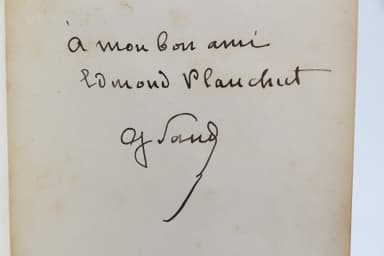 à mon bon ami
Edmond Plauchut
G Sand